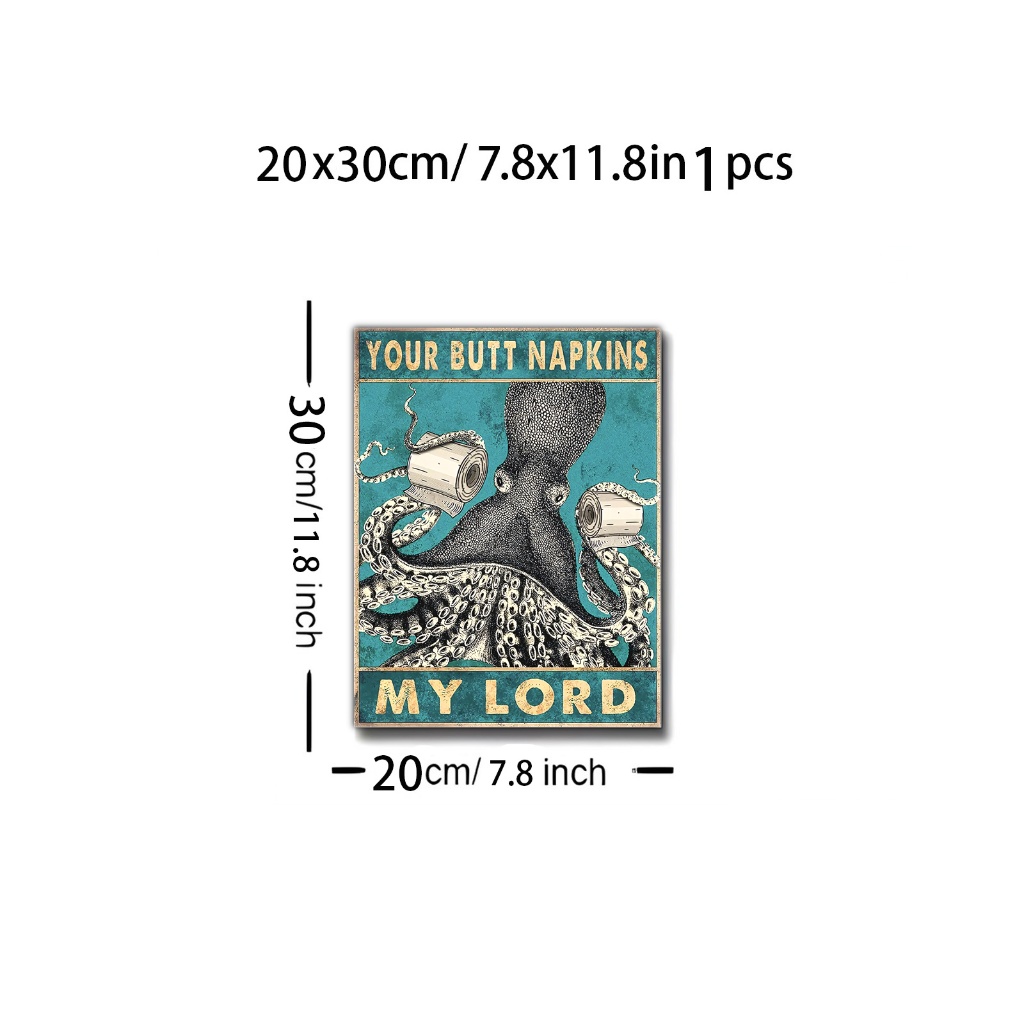 20x30cm/ 7.8x11.8in 1 pcs
YOUR BUTT NAPKINS
30cm/11.8 inch
MY LORD
20cm/ 7.8 inch